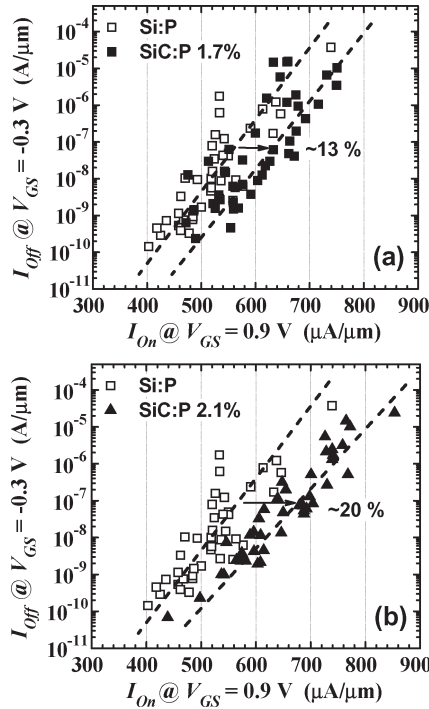 Si:P
SiC:P 1.7%
10⁻⁴
10⁻⁵
10⁻⁶
10⁻⁷
10⁻⁸
10⁻⁹
10⁻¹⁰
10⁻¹¹
I_Off @ V_GS = -0.3 V (A/μm)
~13 %
(a)
300 400 500 600 700 800 900
I_On @ V_GS = 0.9 V (μA/μm)
Si:P
SiC:P 2.1%
10⁻⁴
10⁻⁵
10⁻⁶
10⁻⁷
10⁻⁸
10⁻⁹
10⁻¹⁰
10⁻¹¹
I_Off @ V_GS = -0.3 V (A/μm)
~20 %
(b)
300 400 500 600 700 800 900
I_On @ V_GS = 0.9 V (μA/μm)